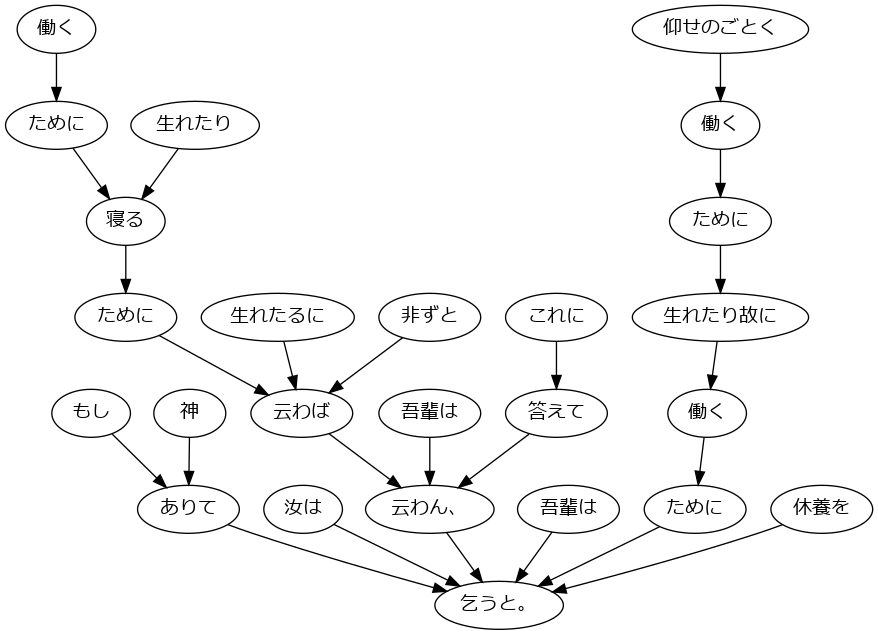 働く
仰せのごとく
ために
生れたり
働く
寝る
ために
ために
生れたるに
非ずと
これに
生れたり故に
もし
神
云わば
吾輩は
答えて
働く
ありて
汝は
云わん、
吾輩は
ために
休養を
乞うと。